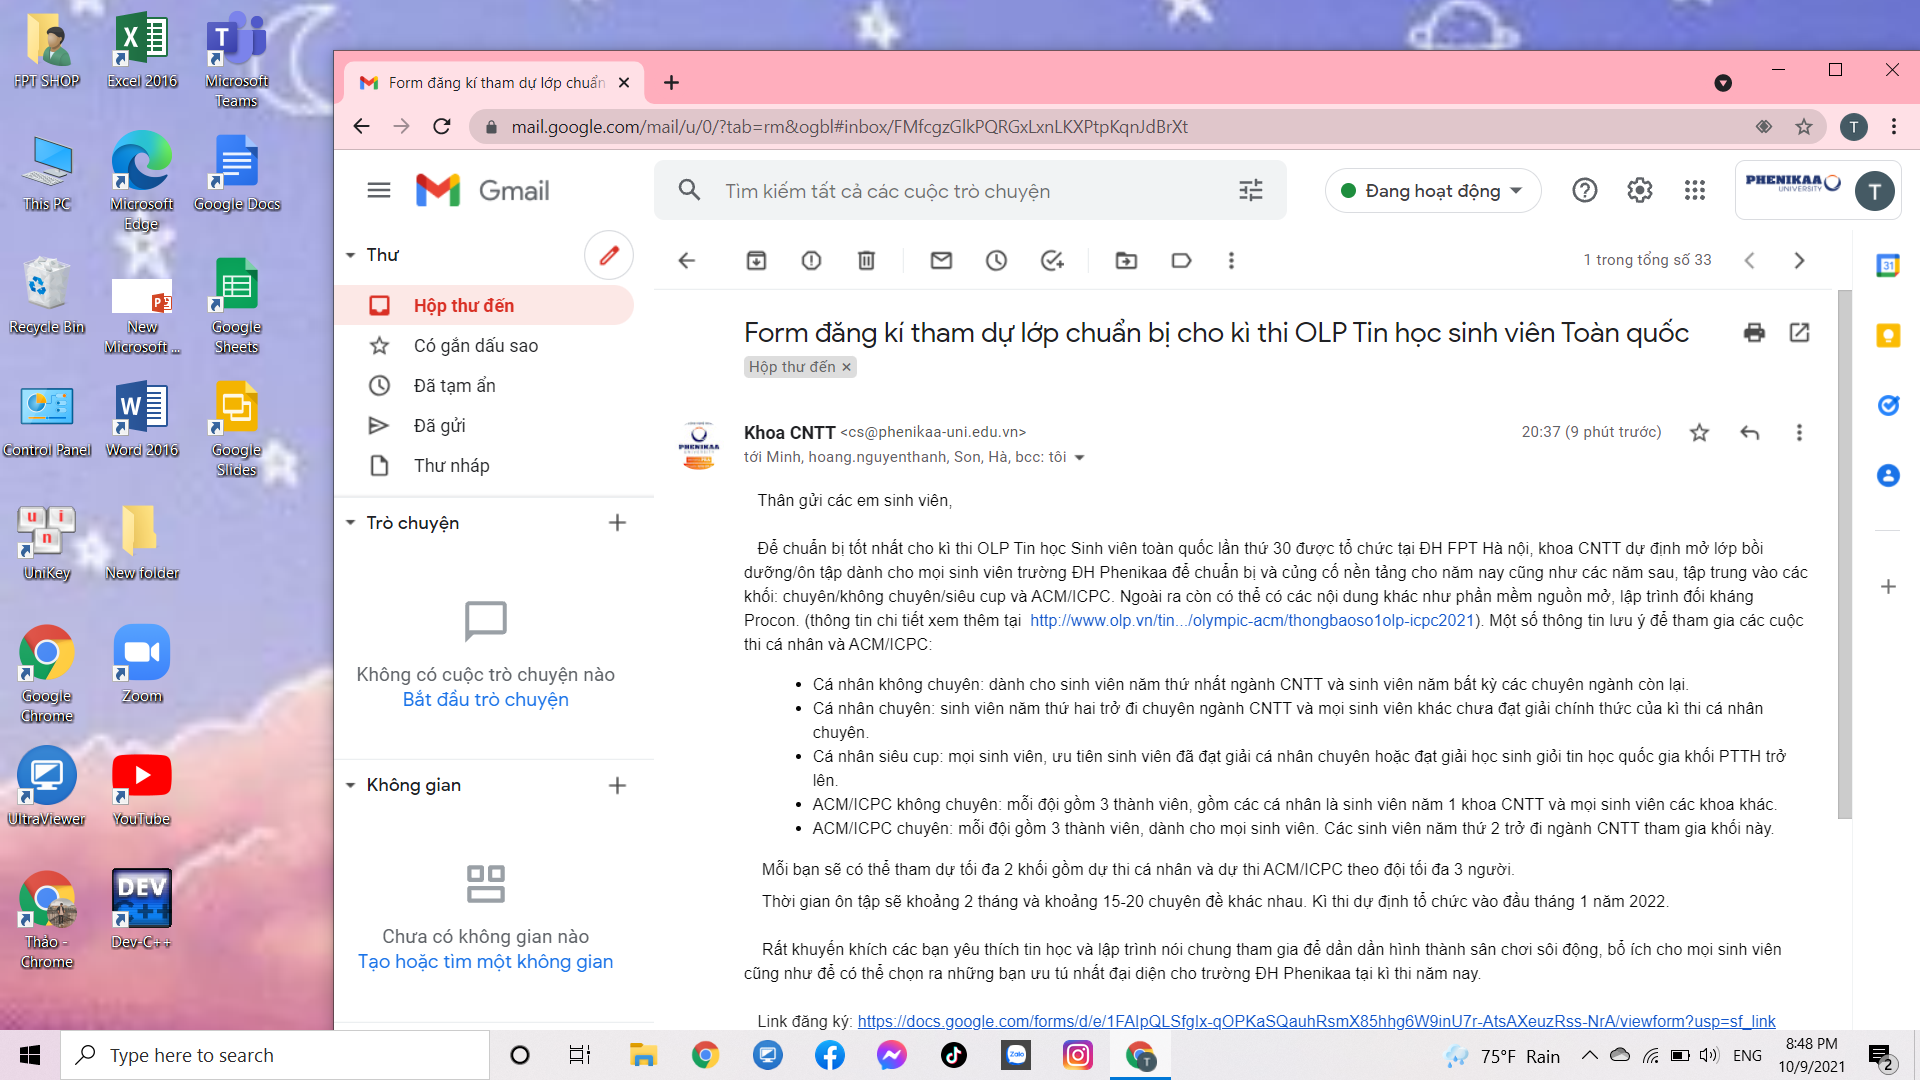 FPT SHOP
Excel 2016
Microsoft Teams
This PC
Microsoft Edge
Google Docs
Recycle Bin
New Microsoft ...
Google Sheets
Control Panel
Word 2016
Google Slides
UniKey
New folder
Google Chrome
Zoom
UltraViewer
YouTube
Thảo - Chrome
DEV C++
Dev-C++
Form đăng kí tham dự lớp chuẩn
mail.google.com/mail/u/0/?tab=rm&ogbl#inbox/FMfcgzGlkPQRGxLxnLKXPtpKqnJdBrXt
T
Gmail
Tìm kiếm tất cả các cuộc trò chuyện
Đang hoạt động
PHENIKAA UNIVERSITY
T
Thư
Hộp thư đến
Có gắn dấu sao
Đã tạm ẩn
Đã gửi
Thư nháp
Trò chuyện
Không có cuộc trò chuyện nào
Bắt đầu trò chuyện
Không gian
Chưa có không gian nào
Tạo hoặc tìm một không gian
1 trong tổng số 33
Form đăng kí tham dự lớp chuẩn bị cho kì thi OLP Tin học sinh viên Toàn quốc
Hộp thư đến ×
Khoa CNTT <cs@phenikaa-uni.edu.vn>
20:37 (9 phút trước)
tới Minh, hoang.nguyenthanh, Son, Hà, bcc: tôi
Thân gửi các em sinh viên,
Để chuẩn bị tốt nhất cho kì thi OLP Tin học Sinh viên toàn quốc lần thứ 30 được tổ chức tại ĐH FPT Hà nội, khoa CNTT dự định mở lớp bồi
dưỡng/ôn tập dành cho mọi sinh viên trường ĐH Phenikaa để chuẩn bị và củng cố nền tảng cho năm nay cũng như các năm sau, tập trung vào các
khối: chuyên/không chuyên/siêu cup và ACM/ICPC. Ngoài ra còn có thể có các nội dung khác như phần mềm nguồn mở, lập trình đối kháng
Procon. (thông tin chi tiết xem thêm tại http://www.olp.vn/tin.../olympic-acm/thongbaoso1olp-icpc2021). Một số thông tin lưu ý để tham gia các cuộc
thi cá nhân và ACM/ICPC:
• Cá nhân không chuyên: dành cho sinh viên năm thứ nhất ngành CNTT và sinh viên năm bất kỳ các chuyên ngành còn lại.
• Cá nhân chuyên: sinh viên năm thứ hai trở đi chuyên ngành CNTT và mọi sinh viên khác chưa đạt giải chính thức của kì thi cá nhân
chuyên.
• Cá nhân siêu cup: mọi sinh viên, ưu tiên sinh viên đã đạt giải cá nhân chuyên hoặc đạt giải học sinh giỏi tin học quốc gia khối PTTH trở
lên.
• ACM/ICPC không chuyên: mỗi đội gồm 3 thành viên, gồm các cá nhân là sinh viên năm 1 khoa CNTT và mọi sinh viên các khoa khác.
• ACM/ICPC chuyên: mỗi đội gồm 3 thành viên, dành cho mọi sinh viên. Các sinh viên năm thứ 2 trở đi ngành CNTT tham gia khối này.
Mỗi bạn sẽ có thể tham dự tối đa 2 khối gồm dự thi cá nhân và dự thi ACM/ICPC theo đội tối đa 3 người.
Thời gian ôn tập sẽ khoảng 2 tháng và khoảng 15-20 chuyên đề khác nhau. Kì thi dự định tổ chức vào đầu tháng 1 năm 2022.
Rất khuyến khích các bạn yêu thích tin học và lập trình nói chung tham gia để dần dần hình thành sân chơi sôi động, bổ ích cho mọi sinh viên
cũng như để có thể chọn ra những bạn ưu tú nhất đại diện cho trường ĐH Phenikaa tại kì thi năm nay.
Link đăng ký: https://docs.google.com/forms/d/e/1FAIpQLSfgIx-qOPKaSQauhRsmX85hhg6W9inU7r-AtsAXeuzRss-NrA/viewform?usp=sf_link
Type here to search
75°F Rain
ENG
8:48 PM
10/9/2021
2